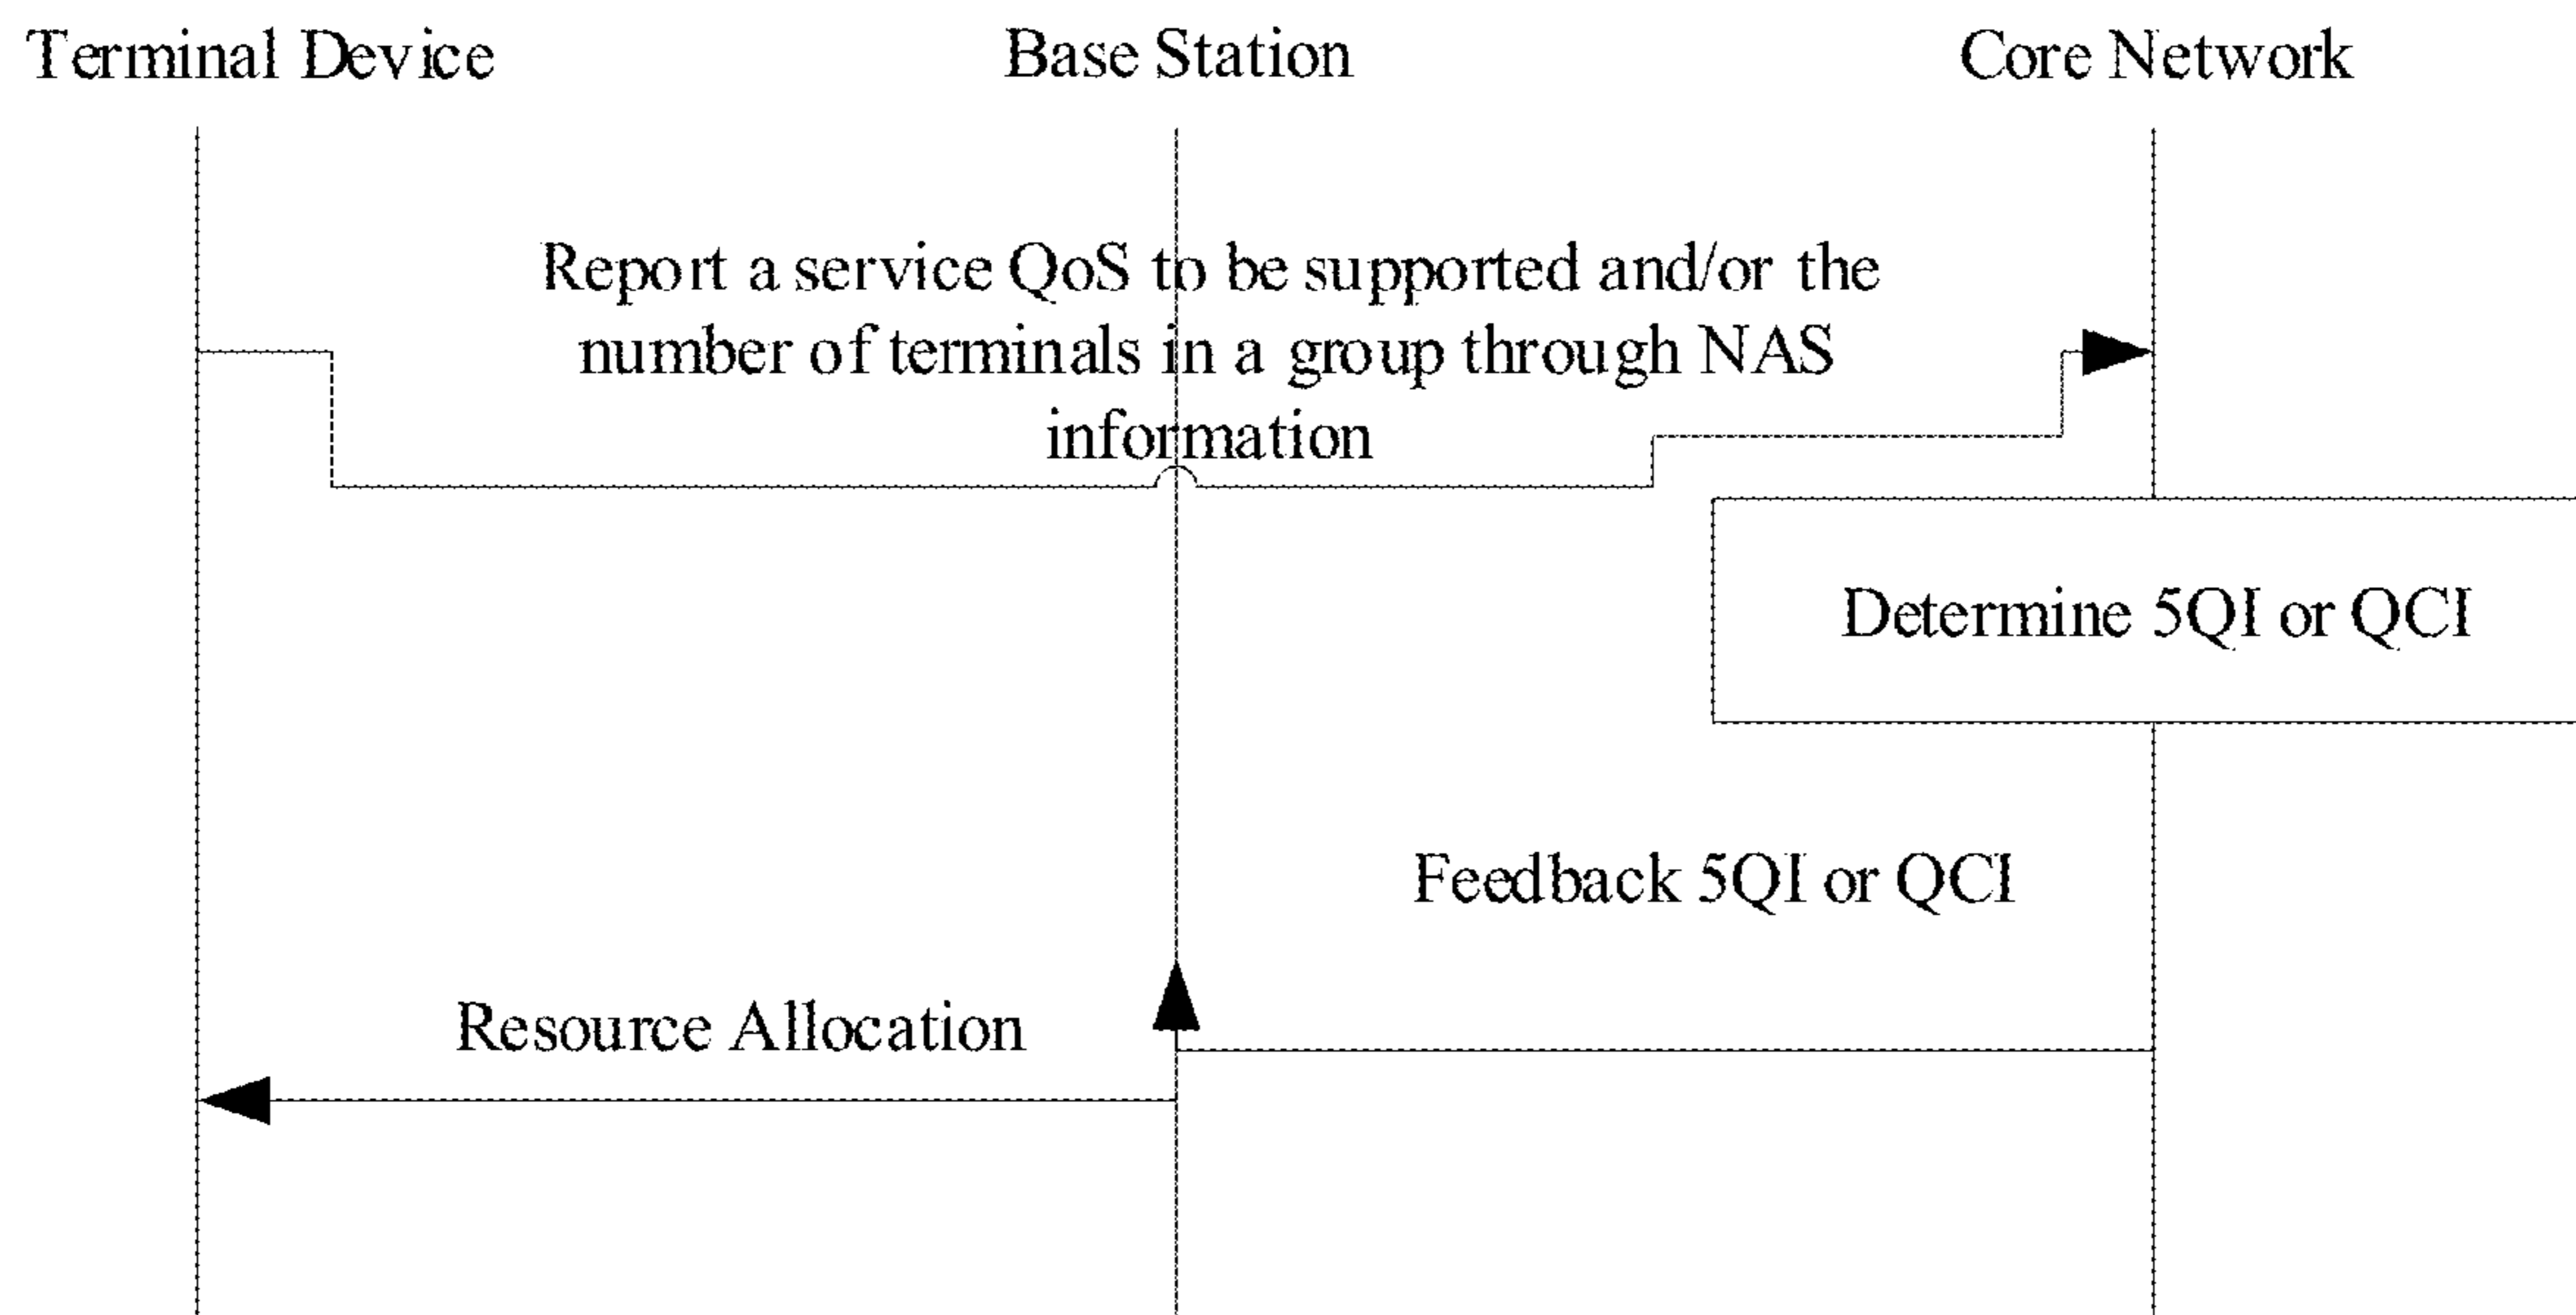 Terminal Device
Base Station
Core Network
Report a service QoS to be supported and/or the
number of terminals in a group through NAS
information
Determine 5QI or QCI
Feedback 5QI or QCI
Resource Allocation